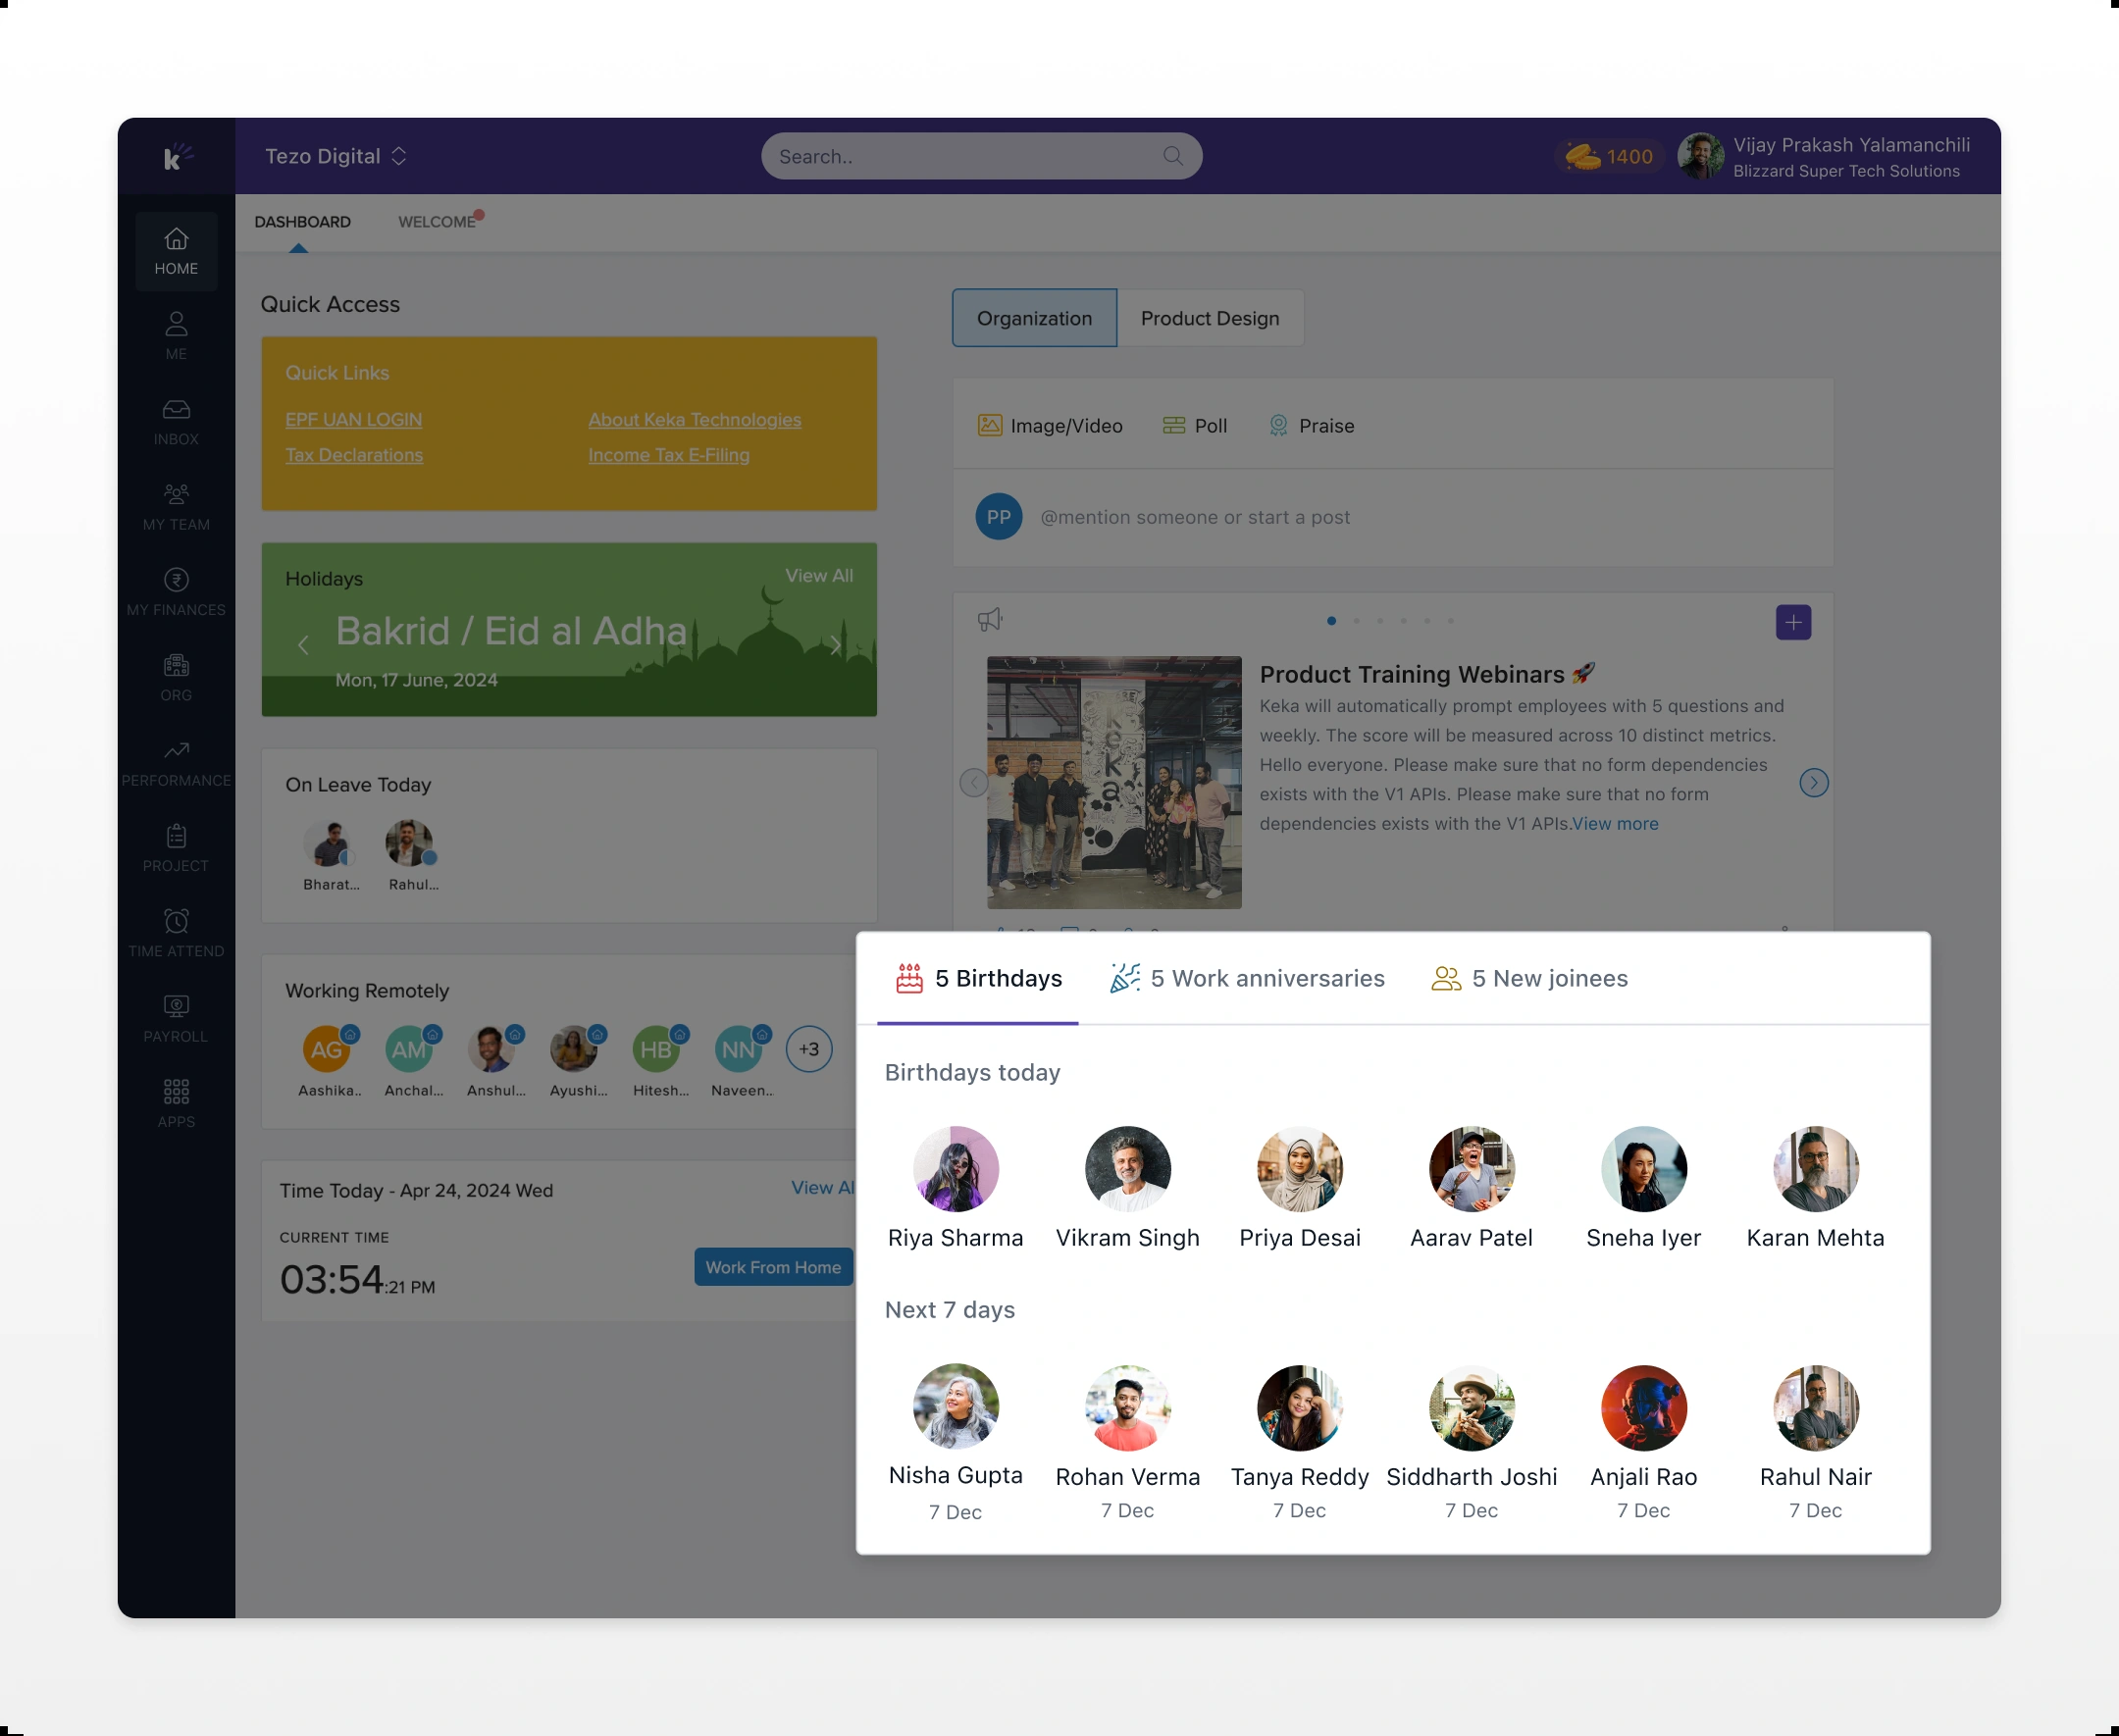 k
Tezo Digital
Search..
1400
Vijay Prakash Yalamanchili
Blizzard Super Tech Solutions
DASHBOARD
WELCOME
HOME
ME
INBOX
MY TEAM
MY FINANCES
ORG
PERFORMANCE
PROJECT
TIME ATTEND
PAYROLL
APPS
Quick Access
Quick Links
EPF UAN LOGIN
About Keka Technologies
Tax Declarations
Income Tax E-Filing
Holidays
View All
Bakrid / Eid al Adha
Mon, 17 June, 2024
On Leave Today
Bharat...
Rahul...
Working Remotely
AG
AM
HB
NN
+3
Aashika..
Anchal...
Anshul...
Ayushi...
Hitesh...
Naveen...
Time Today - Apr 24, 2024 Wed
View Al
CURRENT TIME
03:54:21 PM
Work From Home
Organization
Product Design
Image/Video
Poll
Praise
PP
@mention someone or start a post
keka
Product Training Webinars 🚀
Keka will automatically prompt employees with 5 questions and
weekly. The score will be measured across 10 distinct metrics.
Hello everyone. Please make sure that no form dependencies
exists with the V1 APIs. Please make sure that no form
dependencies exists with the V1 APIs.View more
5 Birthdays
5 Work anniversaries
5 New joinees
Birthdays today
Riya Sharma
Vikram Singh
Priya Desai
Aarav Patel
Sneha Iyer
Karan Mehta
Next 7 days
Nisha Gupta
Rohan Verma
Tanya Reddy
Siddharth Joshi
Anjali Rao
Rahul Nair
7 Dec
7 Dec
7 Dec
7 Dec
7 Dec
7 Dec